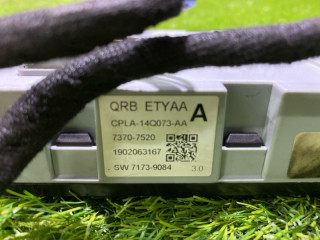 QRB ETYAA A
CPLA-14Q073-AA
7370-7520
1902063167
SW 7173-9084 3.0